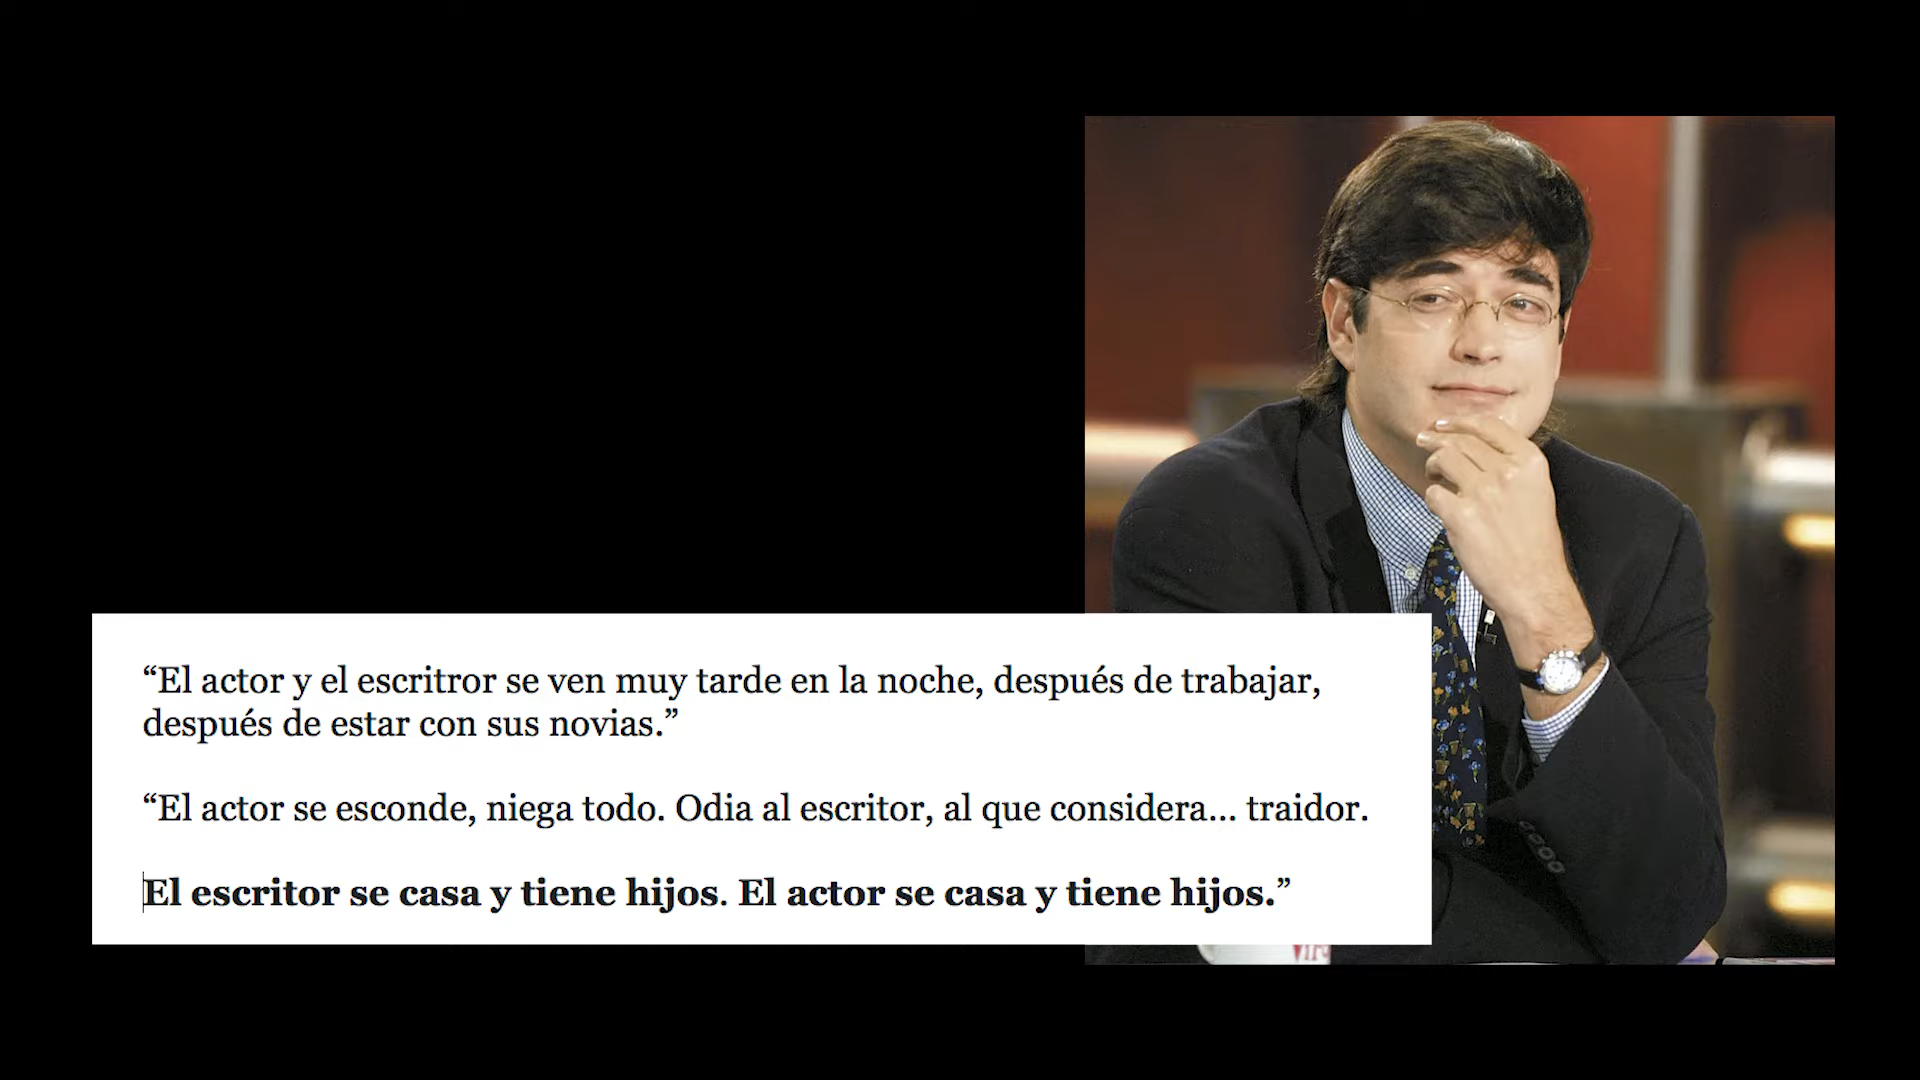 “El actor y el escritror se ven muy tarde en la noche, después de trabajar,
después de estar con sus novias.”
“El actor se esconde, niega todo. Odia al escritor, al que considera... traidor.
El escritor se casa y tiene hijos. El actor se casa y tiene hijos.”